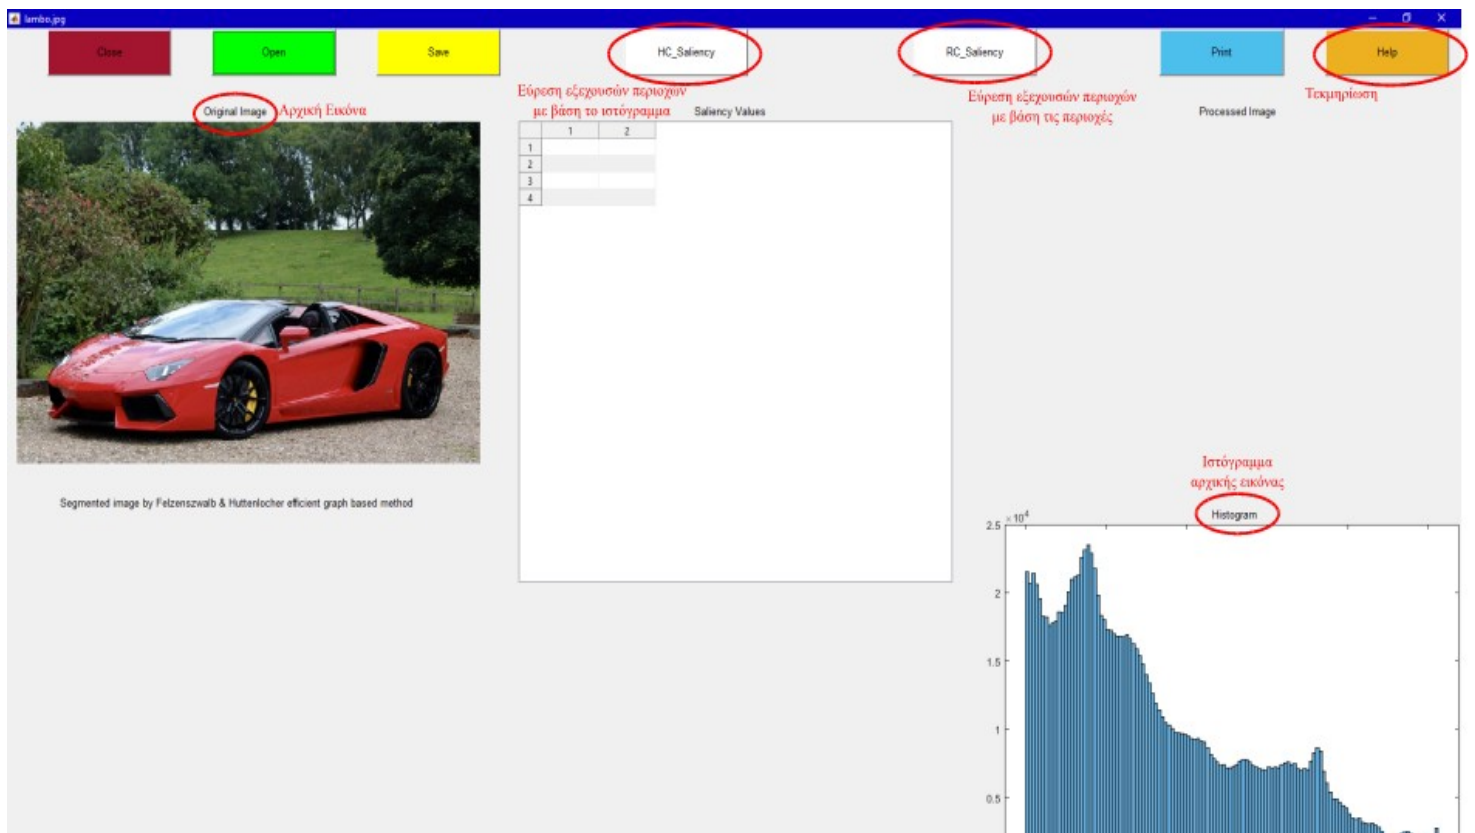 lambo.jpg
Close
Open
Save
HC_Saliency
RC_Saliency
Print
Help
Εύρεση εξεχουσών περιοχών
με βάση το ιστόγραμμα
Εύρεση εξεχουσών περιοχών
με βάση τις περιοχές
Τεκμηρίωση
Original Image
Αρχική Εικόνα
Saliency Values
Processed Image
1 2
1
2
3
4
Segmented image by Felzenszwalb & Huttenlocher efficient graph based method
Ιστόγραμμα
αρχικής εικόνας
Histogram
× 10⁴
2.5
2
1.5
1
0.5